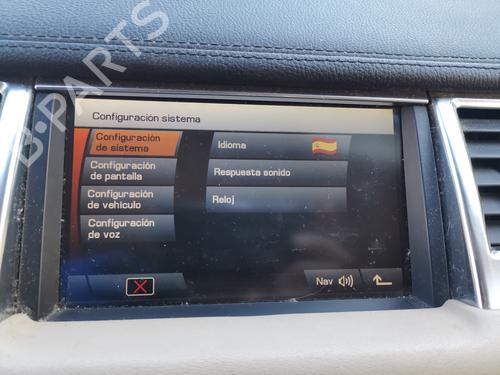 B-PARTS
Configuración sistema
Configuración
de sistema
Idioma
Configuración
de pantalla
Respuesta sonido
Configuración
de vehículo
Reloj
Configuración
de voz
Nav